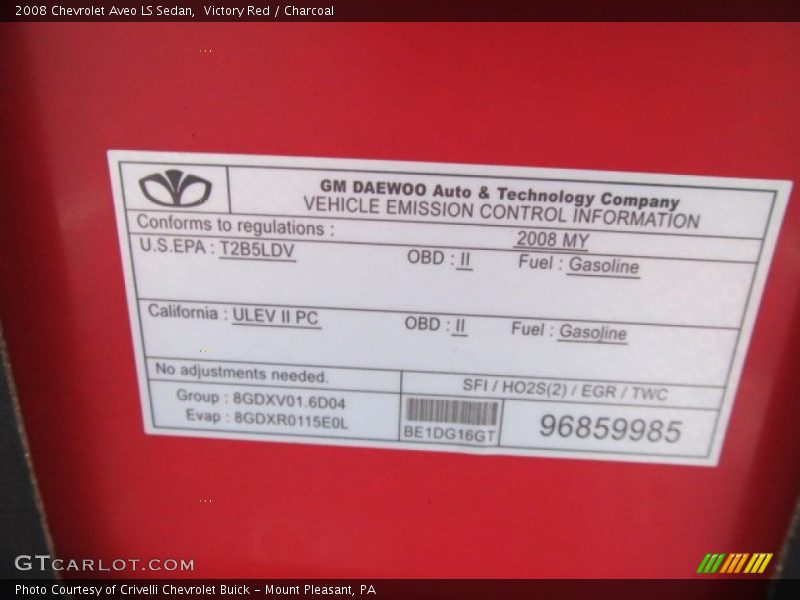 2008 Chevrolet Aveo LS Sedan, Victory Red / Charcoal
GM DAEWOO Auto & Technology Company
VEHICLE EMISSION CONTROL INFORMATION
Conforms to regulations : 2008 MY
U.S.EPA : T2B5LDV OBD : II Fuel : Gasoline
California : ULEV II PC OBD : II Fuel : Gasoline
No adjustments needed. SFI / HO2S(2) / EGR / TWC
Group : 8GDXV01.6D04
Evap : 8GDXR0115E0L
BE1DG16GT
96859985
GTCARLOT.COM
Photo Courtesy of Crivelli Chevrolet Buick - Mount Pleasant, PA